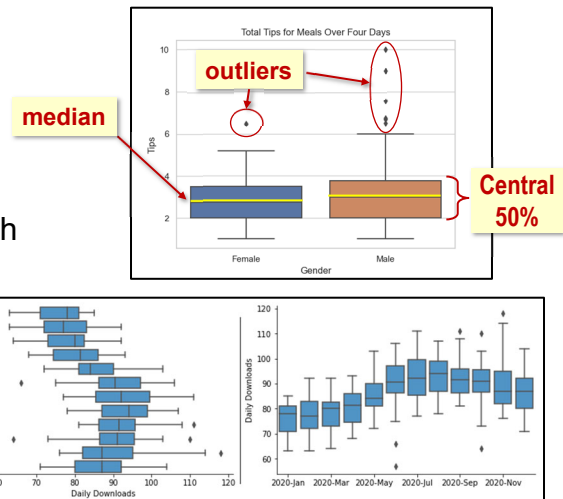 Total Tips for Meals Over Four Days
outliers
median
Central
50%
Tips
10
8
6
4
2
Female
Male
Gender
h
80
90
100
110
120
Daily Downloads
Daily Downloads
120
110
100
90
80
70
60
2020-Jan
2020-Mar
2020-May
2020-Jul
2020-Sep
2020-Nov